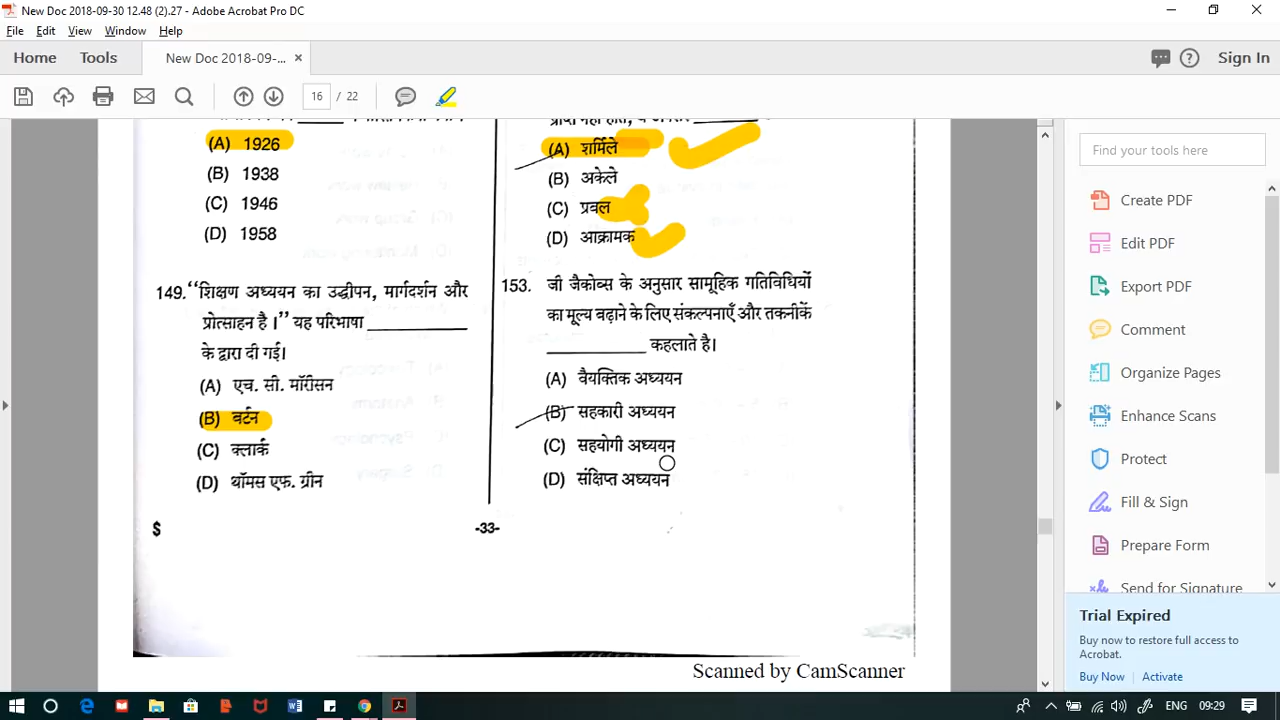 New Doc 2018-09-30 12.48 (2).27 - Adobe Acrobat Pro DC
File Edit View Window Help
Home Tools New Doc 2018-09-... × Sign In
16 / 22
(A) 1926
(B) 1938
(C) 1946
(D) 1958
149. ‘‘शिक्षण अध्ययन का उद्धीपन, मार्गदर्शन और
प्रोत्साहन है।’’ यह परिभाषा __________
के द्वारा दी गई।
(A) एच. सी. मॉरीसन
(B) बर्टन
(C) क्लार्क
(D) थॉमस एफ. ग्रीन
$
-33-
(A) शर्मिले
(B) अकेले
(C) प्रवल
(D) आक्रामक
153. जी जैकोब्स के अनुसार सामूहिक गतिविधियों
का मूल्य बढ़ाने के लिए संकल्पनाएँ और तकनीकें
__________ कहलाते है।
(A) वैयक्तिक अध्ययन
(B) सहकारी अध्ययन
(C) सहयोगी अध्ययन
(D) संक्षिप्त अध्ययन
Scanned by CamScanner
Find your tools here
Create PDF
Edit PDF
Export PDF
Comment
Organize Pages
Enhance Scans
Protect
Fill & Sign
Prepare Form
Send for Signature
Trial Expired
Buy now to restore full access to
Acrobat.
Buy Now Activate
ENG 09:29